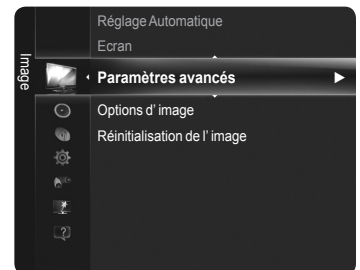 Image
Réglage Automatique
Ecran
Paramètres avancés
Options d' image
Réinitialisation de l' image